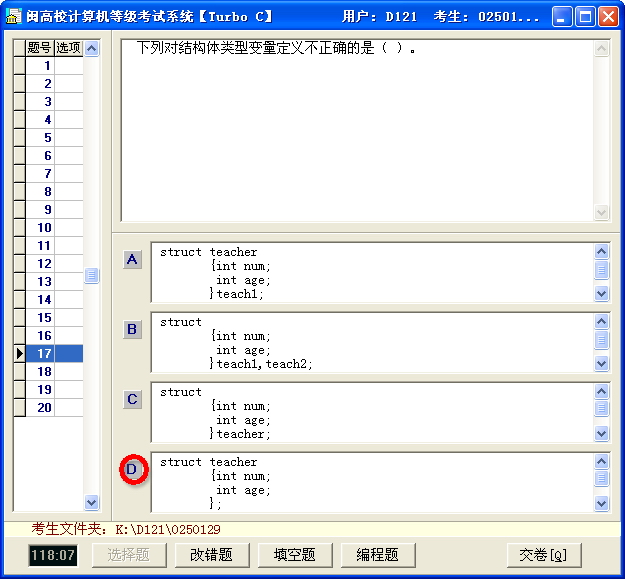 闽高校计算机等级考试系统【Turbo C】 用户: D121 考生: 02501...
题号 选项
1
2
3
4
5
6
7
8
9
10
11
12
13
14
15
16
17
18
19
20
下列对结构体类型变量定义不正确的是( )。
A
struct teacher
{int num;
int age;
}teach1;
B
struct
{int num;
int age;
}teach1,teach2;
C
struct
{int num;
int age;
}teacher;
D
struct teacher
{int num;
int age;
};
考生文件夹: K:\D121\0250129
118:07 选择题 改错题 填空题 编程题 交卷[Q]